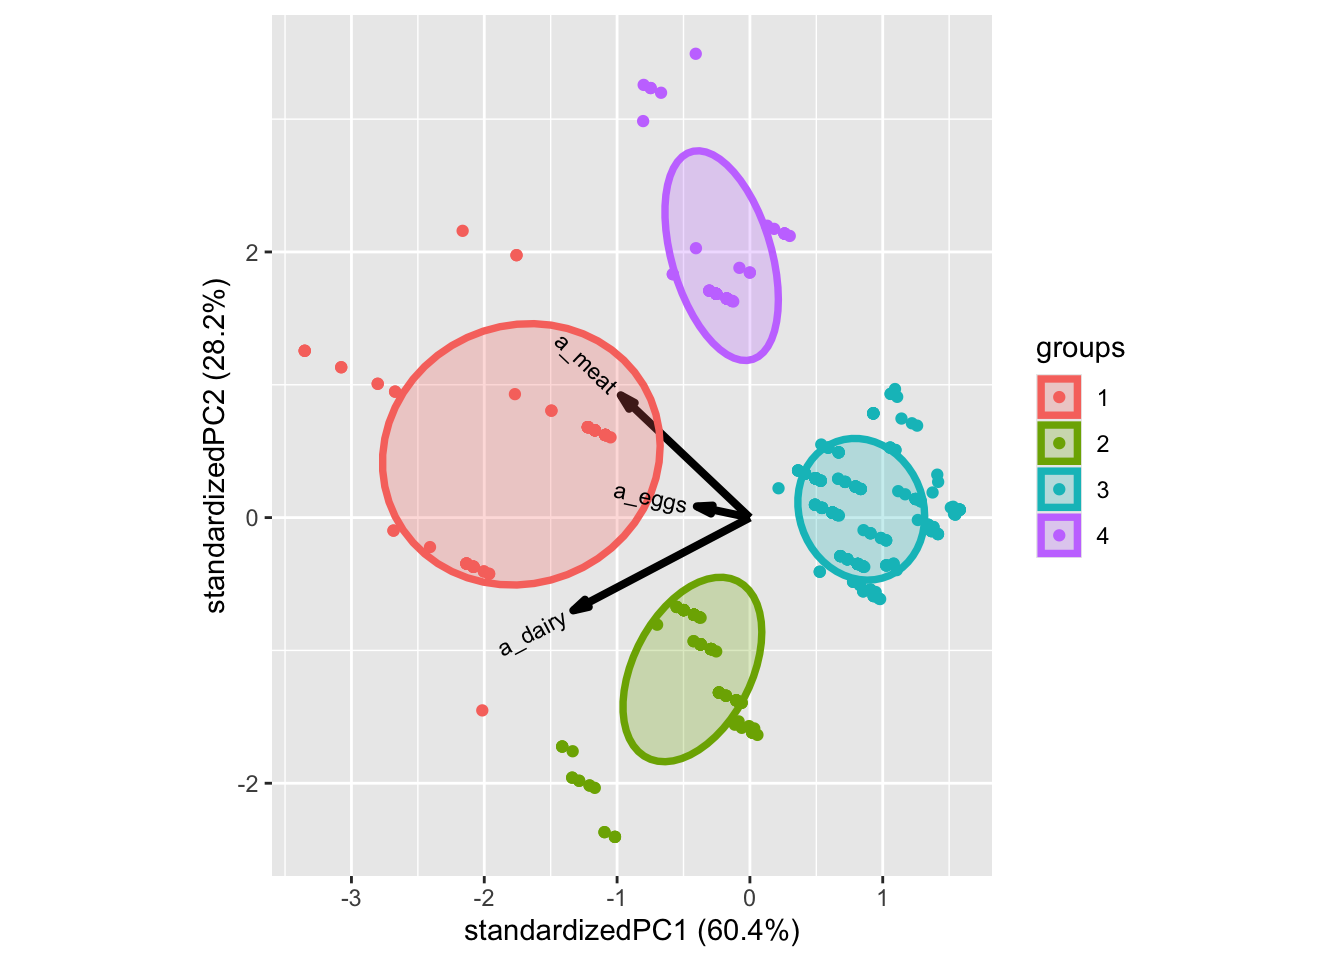 2
0
-2
standardizedPC2 (28.2%)
a_meat
a_eggs
a_dairy
-3
-2
-1
0
1
standardizedPC1 (60.4%)
groups
1
2
3
4